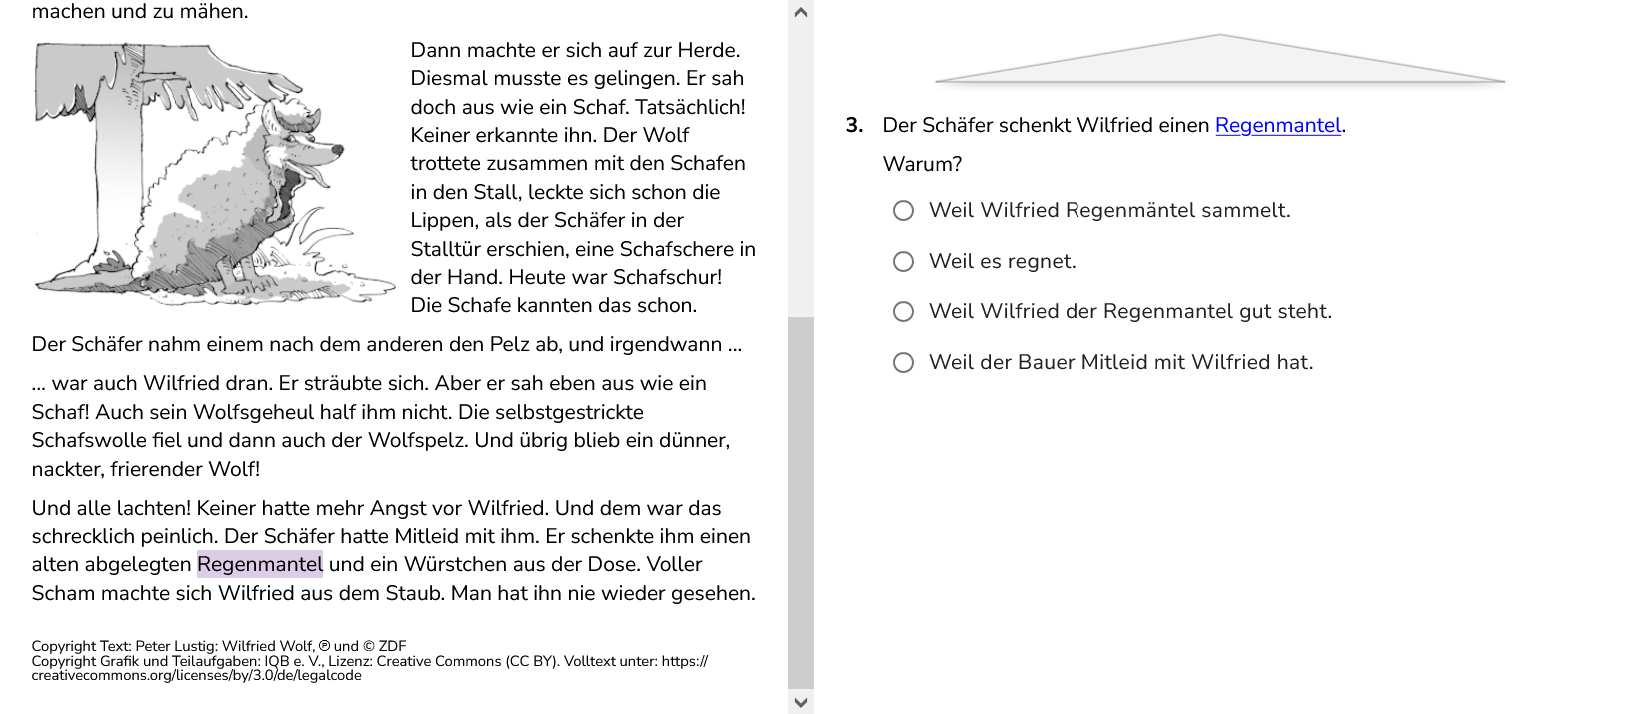 machen und zu mähen.
Dann machte er sich auf zur Herde.
Diesmal musste es gelingen. Er sah
doch aus wie ein Schaf. Tatsächlich!
Keiner erkannte ihn. Der Wolf
trottete zusammen mit den Schafen
in den Stall, leckte sich schon die
Lippen, als der Schäfer in der
Stalltür erschien, eine Schafschere in
der Hand. Heute war Schafschur!
Die Schafe kannten das schon.
Der Schäfer nahm einem nach dem anderen den Pelz ab, und irgendwann ...
... war auch Wilfried dran. Er sträubte sich. Aber er sah eben aus wie ein
Schaf! Auch sein Wolfsgeheul half ihm nicht. Die selbstgestrickte
Schafswolle fiel und dann auch der Wolfspelz. Und übrig blieb ein dünner,
nackter, frierender Wolf!
Und alle lachten! Keiner hatte mehr Angst vor Wilfried. Und dem war das
schrecklich peinlich. Der Schäfer hatte Mitleid mit ihm. Er schenkte ihm einen
alten abgelegten Regenmantel und ein Würstchen aus der Dose. Voller
Scham machte sich Wilfried aus dem Staub. Man hat ihn nie wieder gesehen.
Copyright Text: Peter Lustig: Wilfried Wolf, ℗ und © ZDF
Copyright Grafik und Teilaufgaben: IQB e. V., Lizenz: Creative Commons (CC BY). Volltext unter: https://
creativecommons.org/licenses/by/3.0/de/legalcode
3. Der Schäfer schenkt Wilfried einen Regenmantel.
Warum?
Weil Wilfried Regenmäntel sammelt.
Weil es regnet.
Weil Wilfried der Regenmantel gut steht.
Weil der Bauer Mitleid mit Wilfried hat.